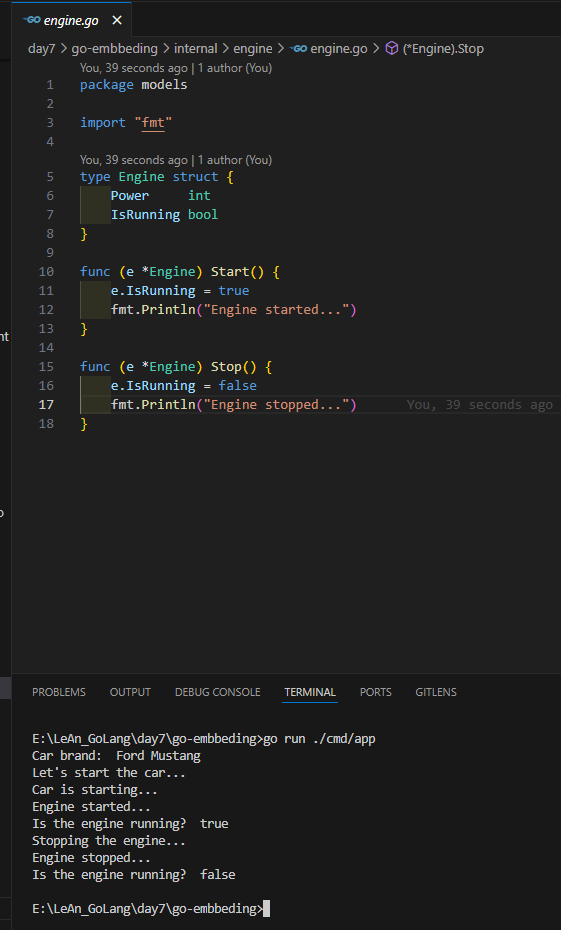 engine.go
day7 > go-embbeding > internal > engine > engine.go > (*Engine).Stop
You, 39 seconds ago | 1 author (You)
1 package models
2
3 import "fmt"
4
You, 39 seconds ago | 1 author (You)
5 type Engine struct {
6     Power     int
7     IsRunning bool
8 }
9
10 func (e *Engine) Start() {
11     e.IsRunning = true
12     fmt.Println("Engine started...")
13 }
14
15 func (e *Engine) Stop() {
16     e.IsRunning = false
17     fmt.Println("Engine stopped...")     You, 39 seconds ago
18 }
PROBLEMS OUTPUT DEBUG CONSOLE TERMINAL PORTS GITLENS
E:\LeAn_GoLang\day7\go-embbeding>go run ./cmd/app
Car brand:  Ford Mustang
Let's start the car...
Car is starting...
Engine started...
Is the engine running?  true
Stopping the engine...
Engine stopped...
Is the engine running?  false
E:\LeAn_GoLang\day7\go-embbeding>